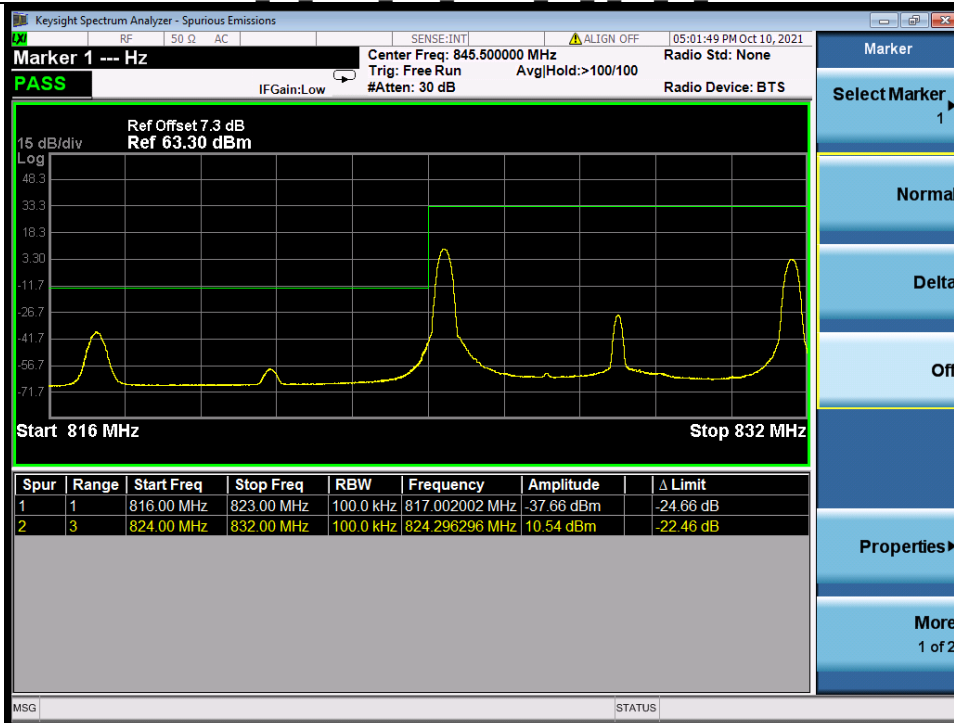 Keysight Spectrum Analyzer - Spurious Emissions
LXI RF 50 Ω AC SENSE:INT ALIGN OFF 05:01:49 PM Oct 10, 2021
Marker 1 --- Hz
Center Freq: 845.500000 MHz
Radio Std: None
Trig: Free Run Avg|Hold:>100/100
PASS
IFGain:Low
#Atten: 30 dB
Radio Device: BTS
Ref Offset 7.3 dB
15 dB/div Ref 63.30 dBm
Log
48.3
33.3
18.3
3.30
-11.7
-26.7
-41.7
-56.7
-71.7
Start 816 MHz Stop 832 MHz
Spur Range Start Freq Stop Freq RBW Frequency Amplitude Δ Limit
1 1 816.00 MHz 823.00 MHz 100.0 kHz 817.002002 MHz -37.66 dBm -24.66 dB
2 3 824.00 MHz 832.00 MHz 100.0 kHz 824.296296 MHz 10.54 dBm -22.46 dB
MSG STATUS
Marker
Select Marker
1
Normal
Delta
Off
Properties
More
1 of 2